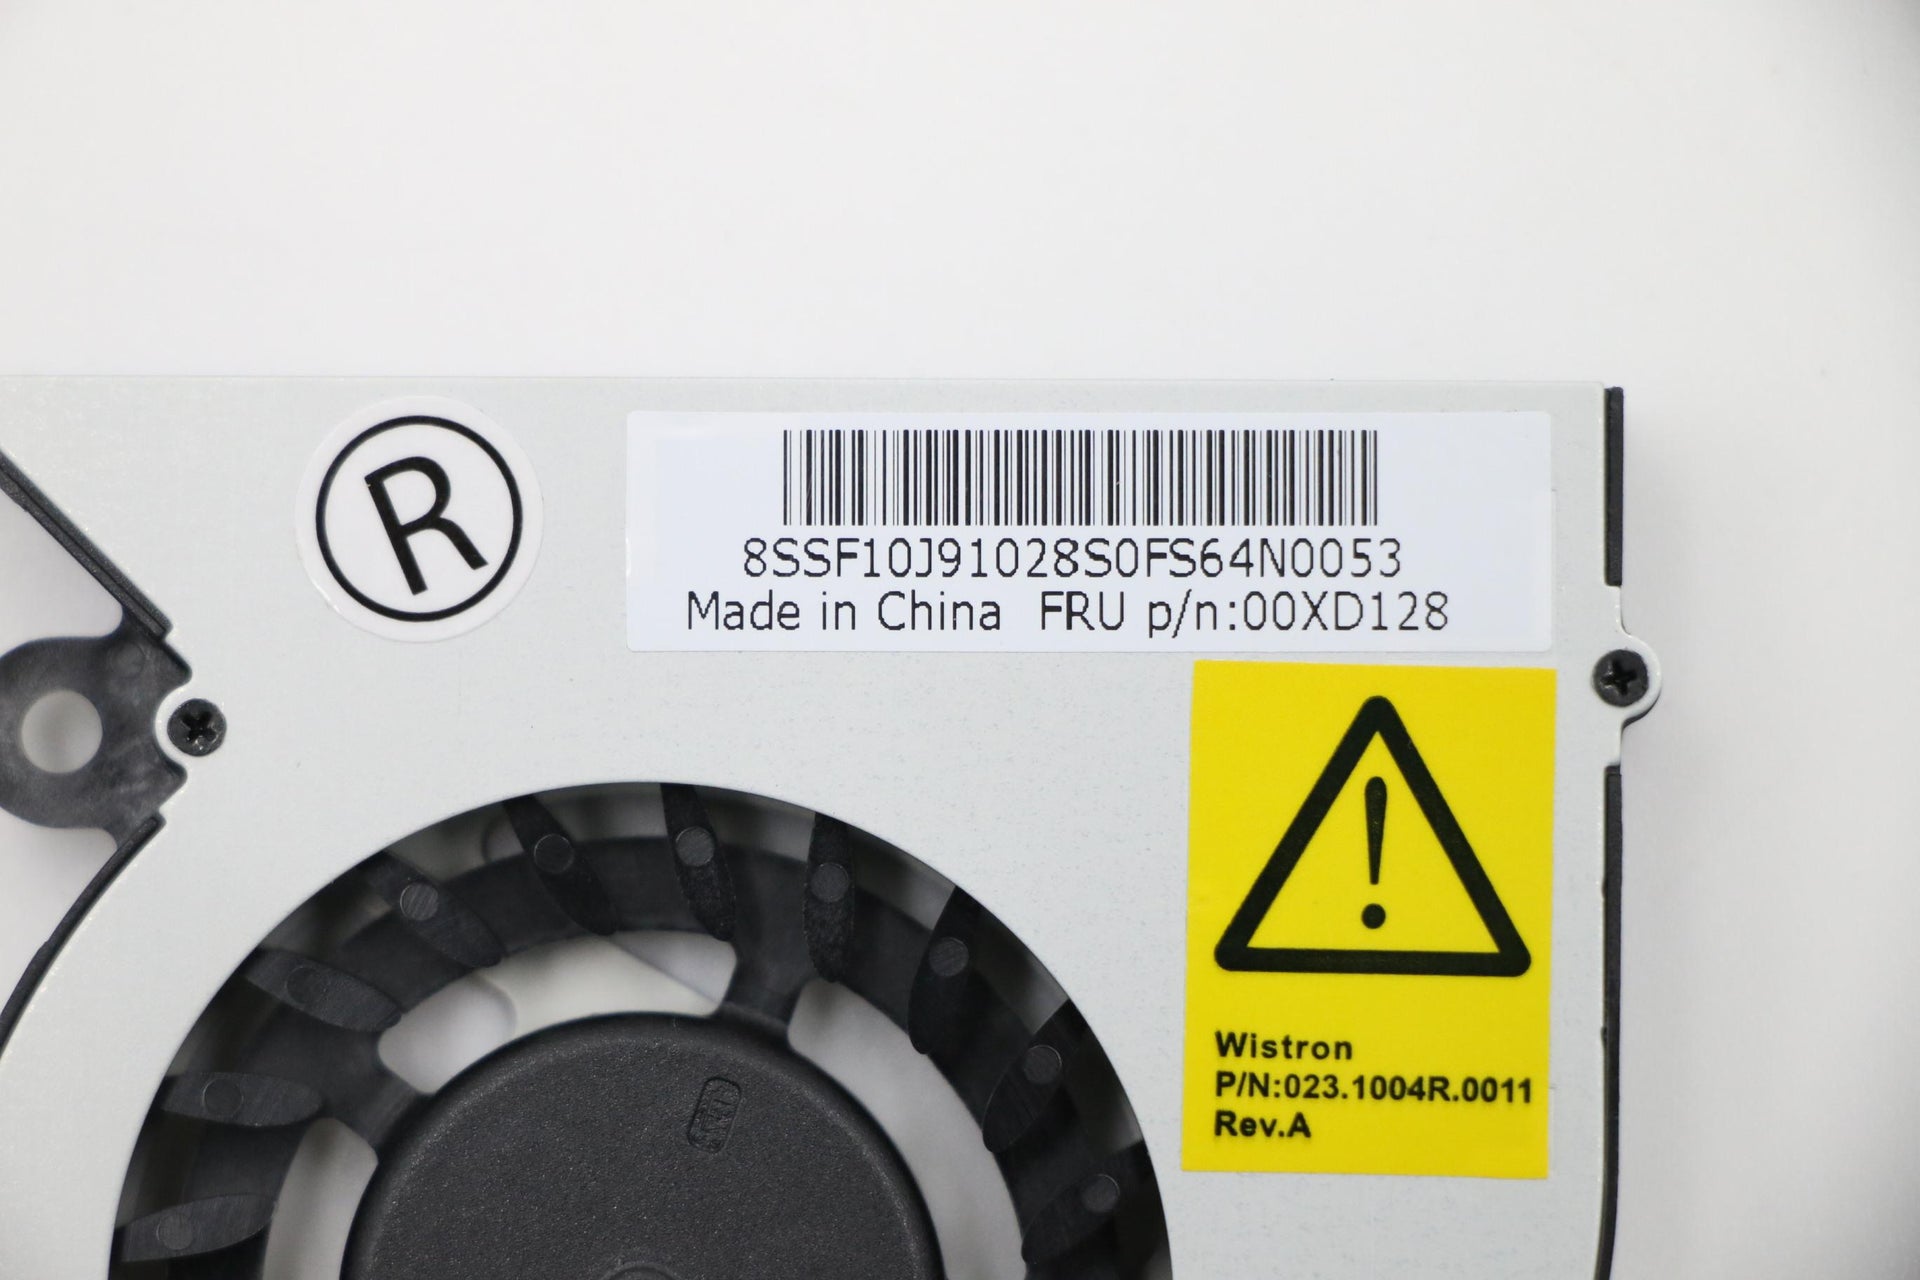 R
8SSF10J91028S0FS64N0053
Made in China FRU p/n:00XD128
!
Wistron
P/N:023.1004R.0011
Rev.A